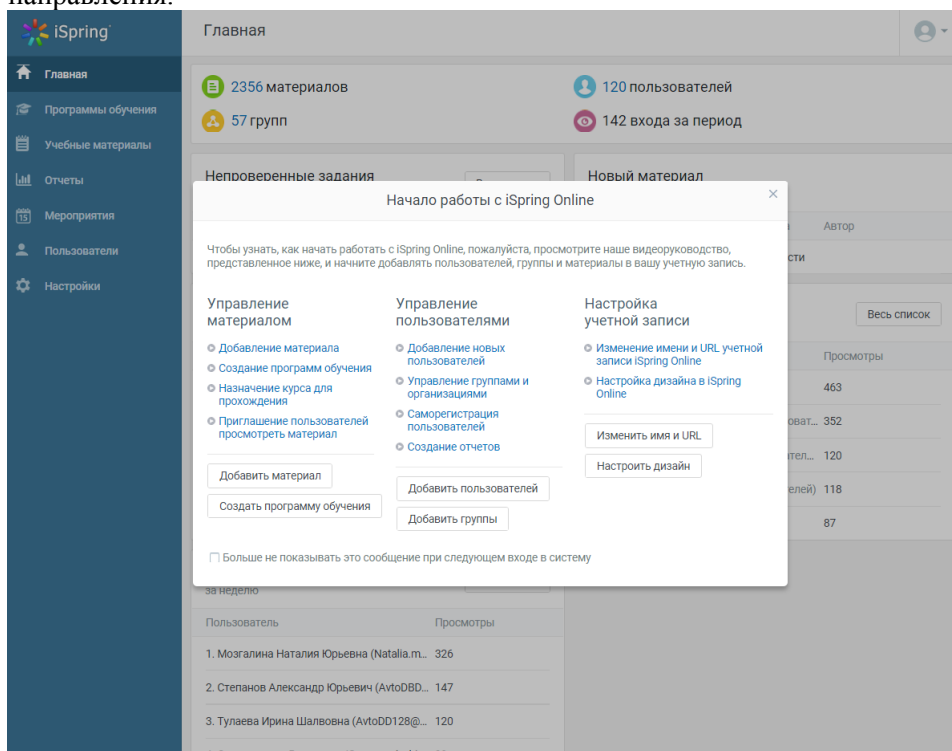 направления.
iSpring
Главная
Главная
Программы обучения
Учебные материалы
Отчеты
Мероприятия
Пользователи
Настройки
2356 материалов
120 пользователей
57 групп
142 входа за период
Непроверенные задания
Новый материал
Автор
сти
Весь список
Просмотры
463
352
120
118
87
Начало работы с iSpring Online
Чтобы узнать, как начать работать с iSpring Online, пожалуйста, просмотрите наше видеоруководство,
представленное ниже, и начните добавлять пользователей, группы и материалы в вашу учетную запись.
Управление
материалом
Добавление материала
Создание программ обучения
Назначение курса для
прохождения
Приглашение пользователей
просмотреть материал
Добавить материал
Создать программу обучения
Управление
пользователями
Добавление новых
пользователей
Управление группами и
организациями
Саморегистрация
пользователей
Создание отчетов
Добавить пользователей
Добавить группы
Настройка
учетной записи
Изменение имени и URL учетной
записи iSpring Online
Настройка дизайна в iSpring
Online
Изменить имя и URL
Настроить дизайн
Больше не показывать это сообщение при следующем входе в систему
за неделю
Пользователь Просмотры
1. Мозгалина Наталия Юрьевна (Natalia.m... 326
2. Степанов Александр Юрьевич (AvtoDBD... 147
3. Тулаева Ирина Шалвовна (AvtoDD128@... 120